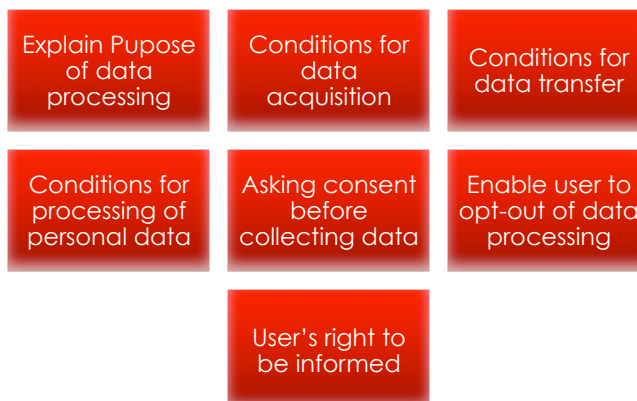 Explain Pupose
of data
processing
Conditions for
data
acquisition
Conditions for
data transfer
Conditions for
processing of
personal data
Asking consent
before
collecting data
Enable user to
opt-out of data
processing
User's right to
be informed